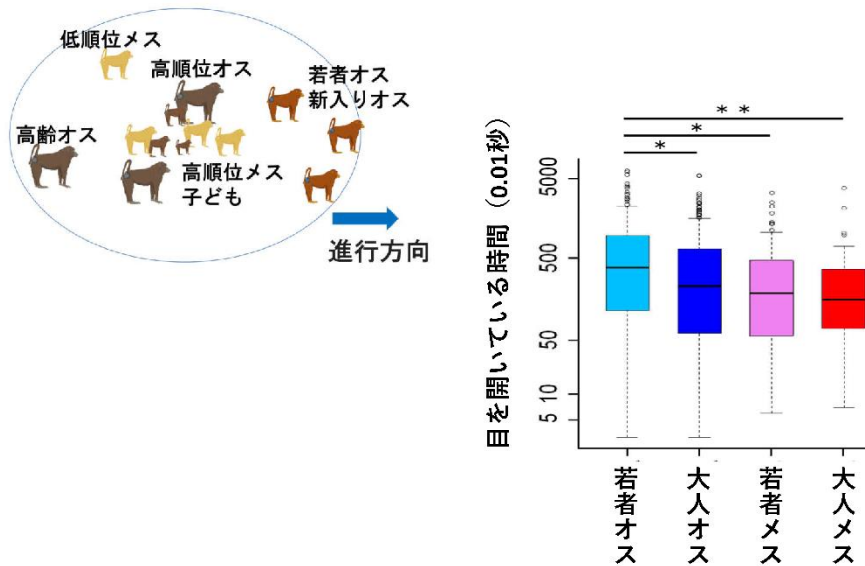 低順位メス
高順位オス
若者オス
新入りオス
高齢オス
高順位メス
子ども
進行方向
目を開いている時間（0.01秒）
5000
500
50
10
5
* *
*
*
若者オス
大人オス
若者メス
大人メス